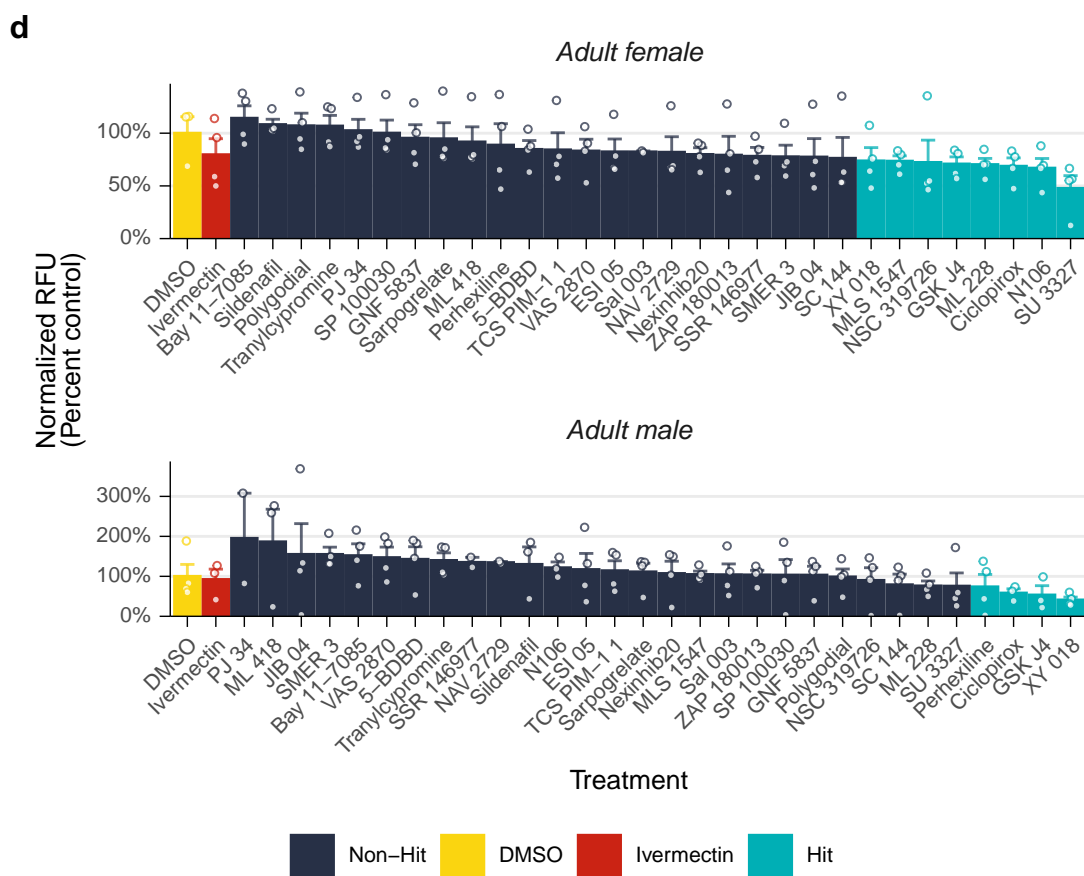 d
Adult female
100%
50%
0%
DMSO
Ivermectin
Bay 11−7085
Sildenafil
Polygodial
Tranylcypromine
PJ 34
SP 100030
GNF 5837
Sarpogrelate
ML 418
Perhexiline
5−BDBD
TCS PIM−1 1
VAS 2870
ESI 05
Sal 003
NAV 2729
Nexinhib20
ZAP 180013
SSR 146977
SMER 3
JIB 04
SC 144
XY 018
MLS 1547
NSC 319726
GSK J4
ML 228
Ciclopirox
N106
SU 3327
Normalized RFU
(Percent control)
Adult male
300%
200%
100%
0%
DMSO
Ivermectin
PJ 34
ML 418
JIB 04
SMER 3
Bay 11−7085
VAS 2870
5−BDBD
Tranylcypromine
SSR 146977
NAV 2729
Sildenafil
N106
ESI 05
TCS PIM−1 1
Sarpogrelate
Nexinhib20
MLS 1547
Sal 003
ZAP 180013
SP 100030
GNF 5837
Polygodial
NSC 319726
SC 144
ML 228
SU 3327
Perhexiline
Ciclopirox
GSK J4
XY 018
Treatment
Non−Hit
DMSO
Ivermectin
Hit